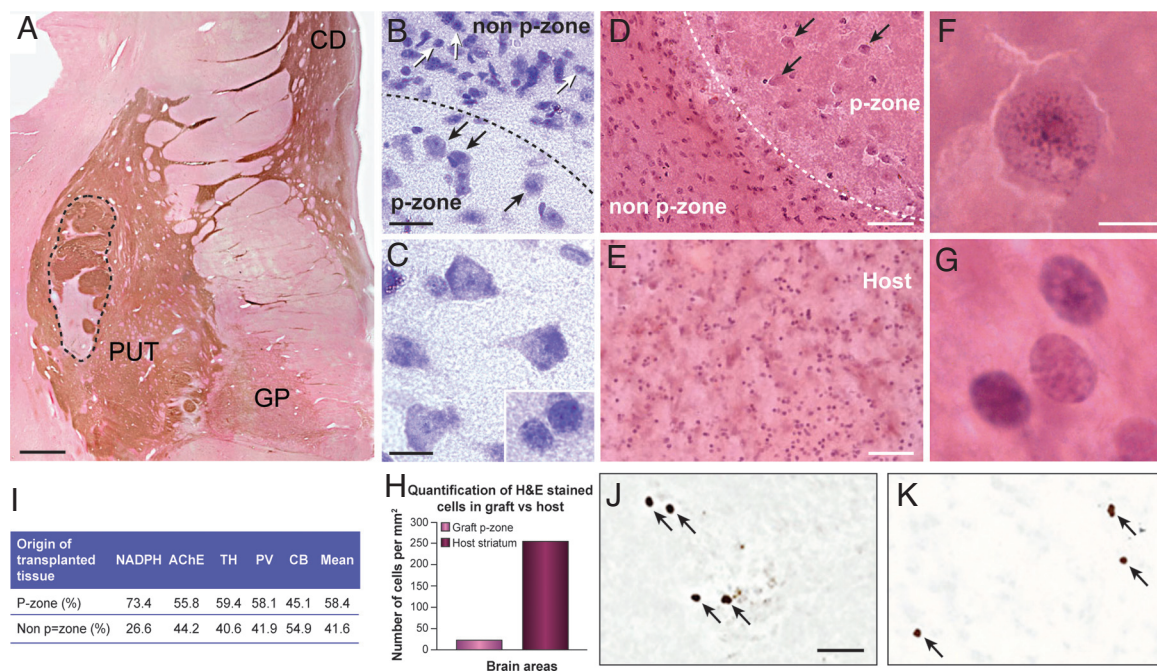 A
CD
PUT
GP
B
non p-zone
p-zone
C
D
p-zone
non p-zone
E
Host
F
G
I
Origin of transplanted tissue NADPH AChE TH PV CB Mean
P-zone (%) 73.4 55.8 59.4 58.1 45.1 58.4
Non p=zone (%) 26.6 44.2 40.6 41.9 54.9 41.6
H
Quantification of H&E stained
cells in graft vs host
Number of cells per mm²
300
250
200
150
100
50
0
Graft p-zone
Host striatum
Brain areas
J
K